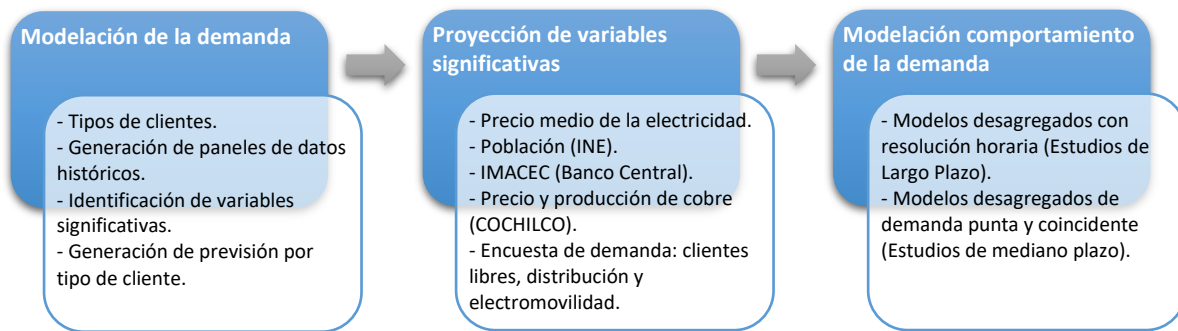 Modelación de la demanda
- Tipos de clientes.
- Generación de paneles de datos
históricos.
- Identificación de variables
significativas.
- Generación de previsión por
tipo de cliente.
Proyección de variables
significativas
- Precio medio de la electricidad.
- Población (INE).
- IMACEC (Banco Central).
- Precio y producción de cobre
(COCHILCO).
- Encuesta de demanda: clientes
libres, distribución y
electromovilidad.
Modelación comportamiento
de la demanda
- Modelos desagregados con
resolución horaria (Estudios de
Largo Plazo).
- Modelos desagregados de
demanda punta y coincidente
(Estudios de mediano plazo).